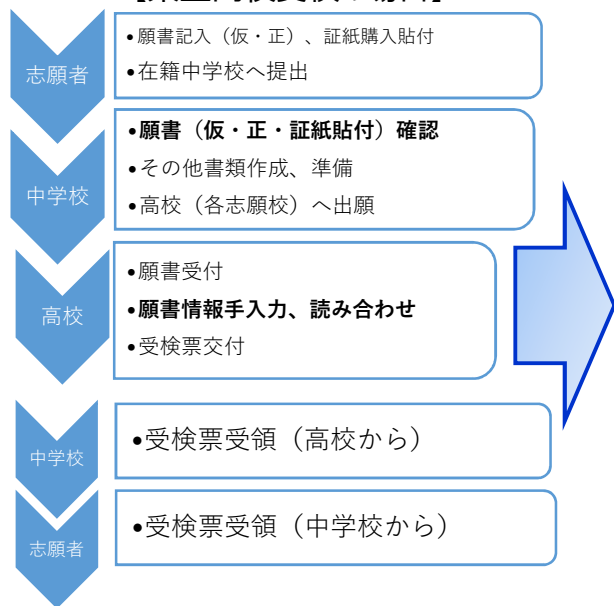 志願者
•願書記入（仮・正）、証紙購入貼付
•在籍中学校へ提出
中学校
•願書（仮・正・証紙貼付）確認
•その他書類作成、準備
•高校（各志願校）へ出願
高校
•願書受付
•願書情報手入力、読み合わせ
•受検票交付
中学校
•受検票受領（高校から）
志願者
•受検票受領（中学校から）